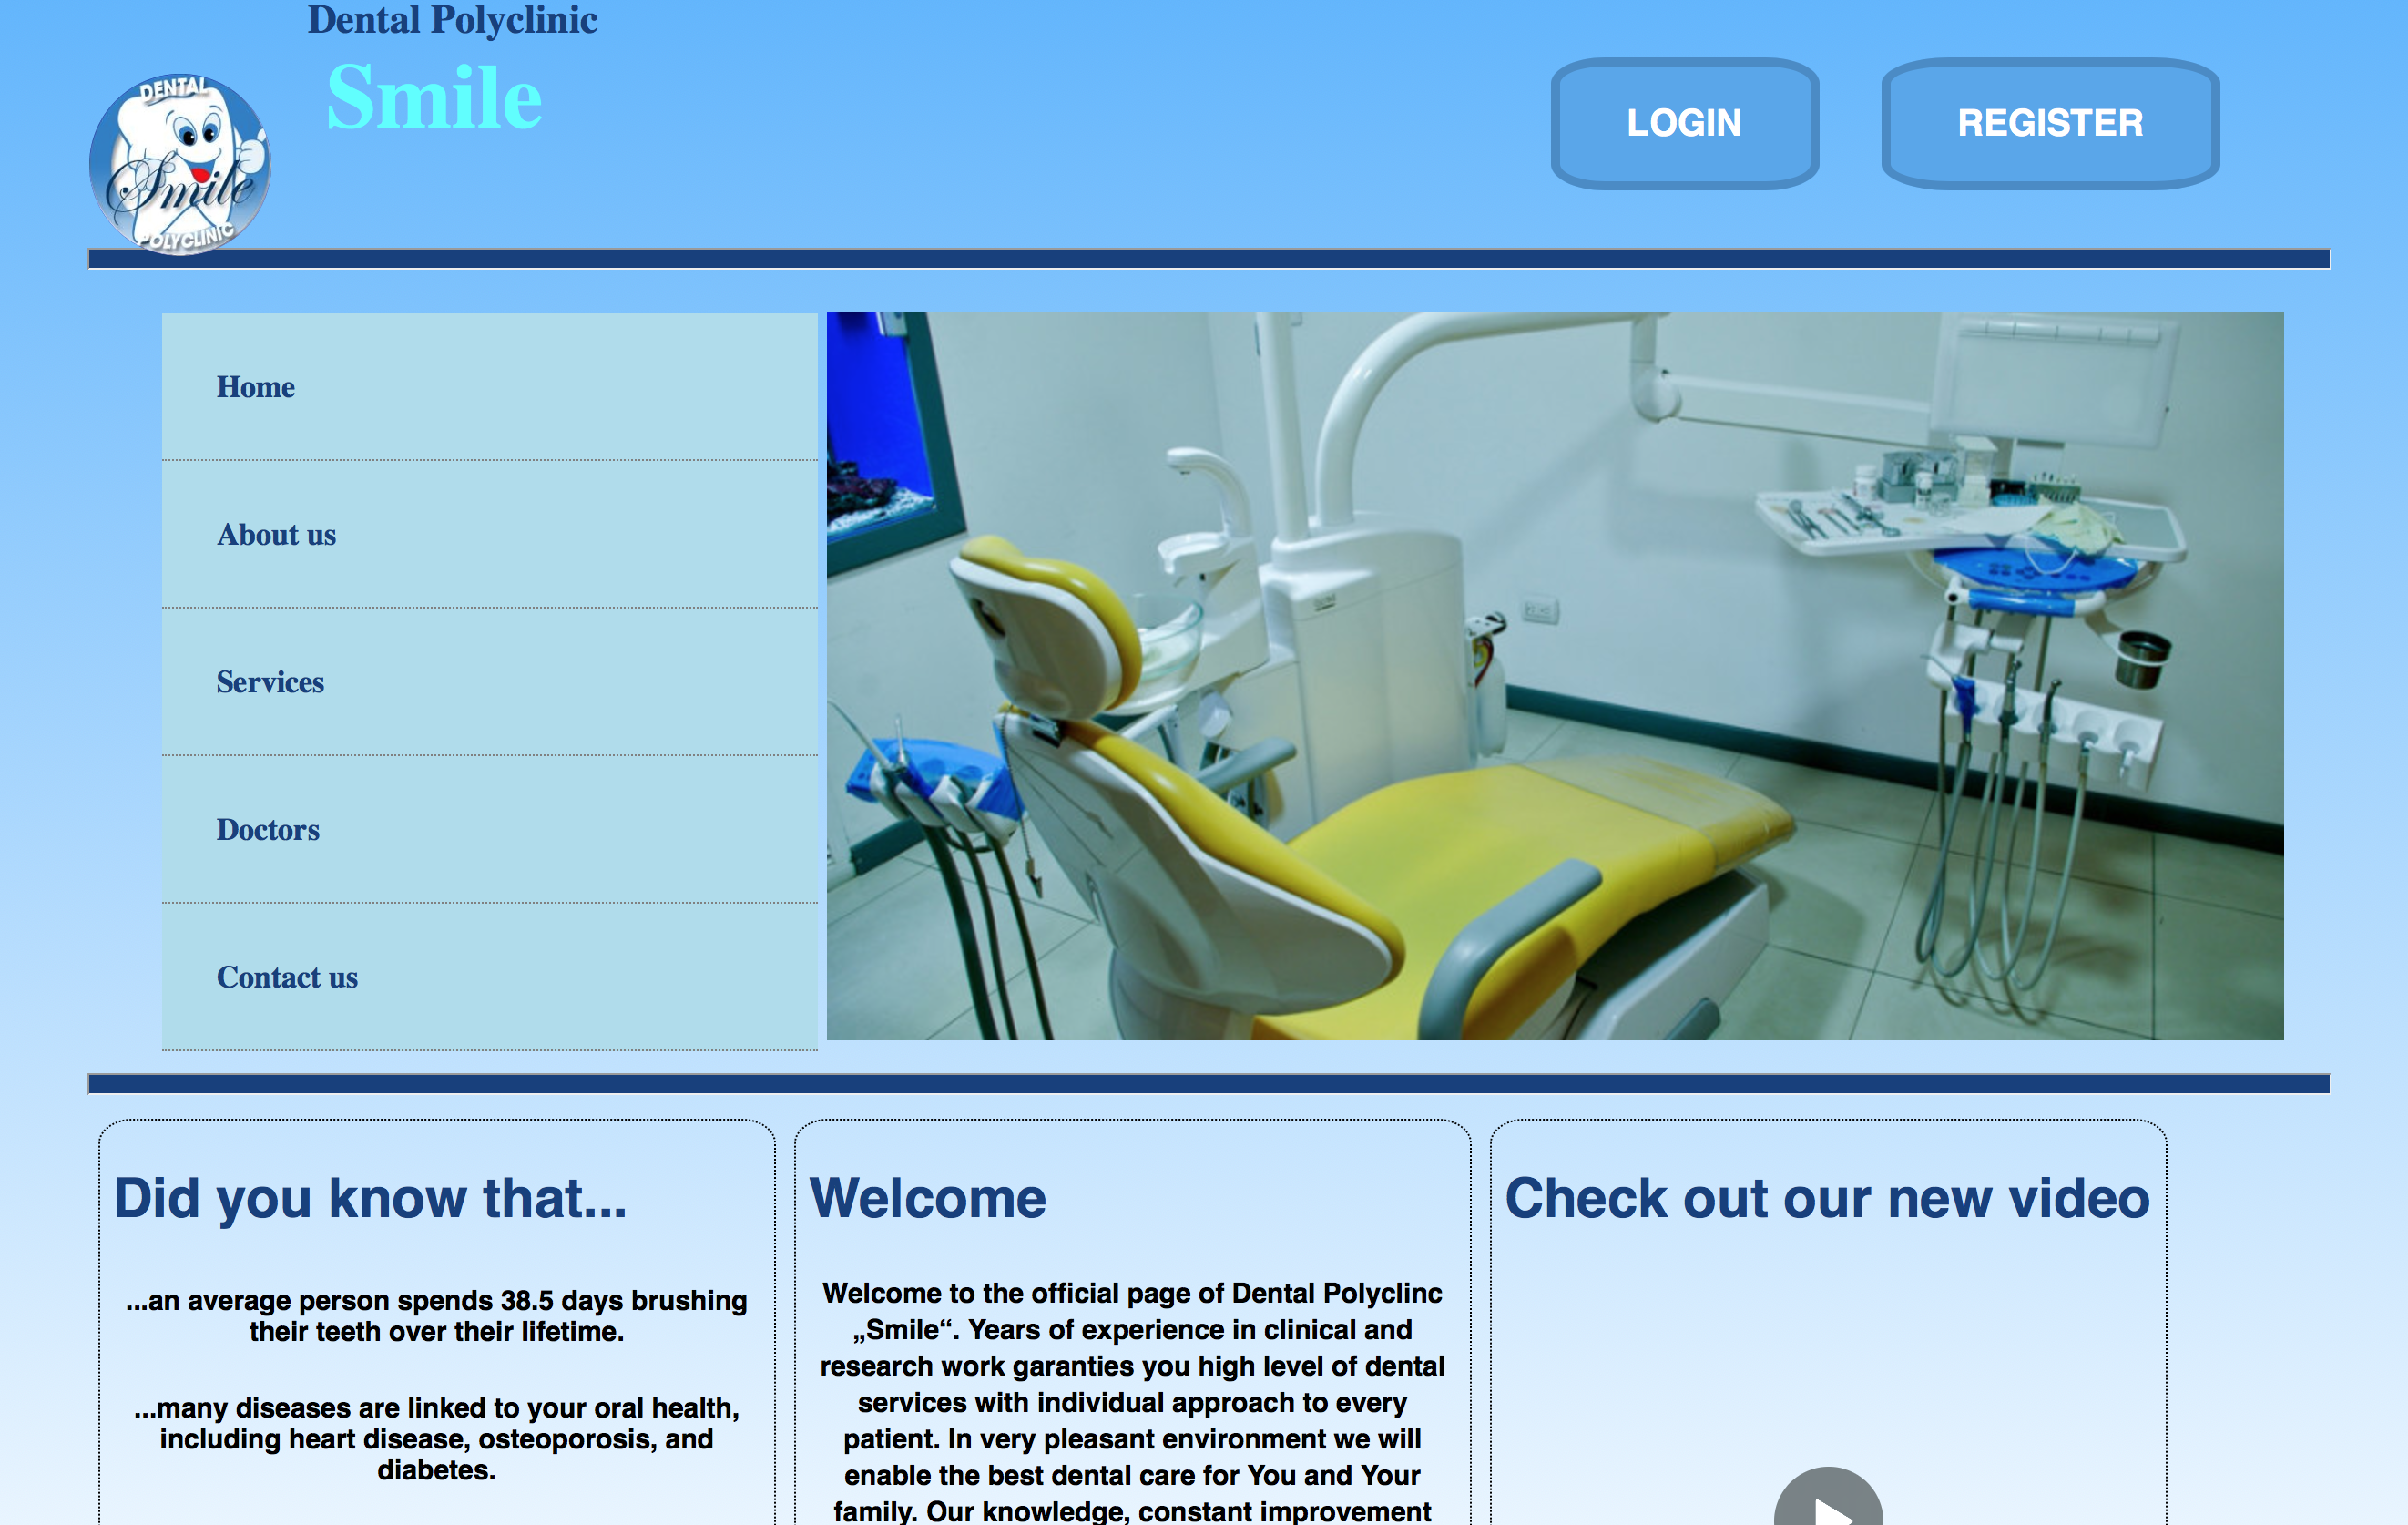 Dental Polyclinic
Smile
DENTAL
Smile
POLYCLINIC
LOGIN
REGISTER
Home
About us
Services
Doctors
Contact us
Did you know that...
...an average person spends 38.5 days brushing
their teeth over their lifetime.
...many diseases are linked to your oral health,
including heart disease, osteoporosis, and
diabetes.
Welcome
Welcome to the official page of Dental Polyclinc
„Smile“. Years of experience in clinical and
research work garanties you high level of dental
services with individual approach to every
patient. In very pleasant environment we will
enable the best dental care for You and Your
family. Our knowledge, constant improvement
Check out our new video